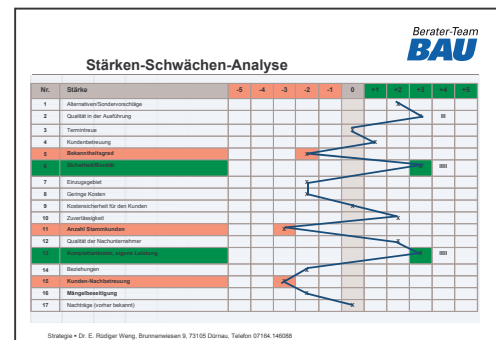 Berater-Team
BAU
Stärken-Schwächen-Analyse
Nr. Stärke -5 -4 -3 -2 -1 0 +1 +2 +3 +4 +5
1 Alternativen/Sondervorschläge x
2 Qualität in der Ausführung x
3 Termintreue x
4 Kundenbetreuung x
5 Bekanntheitsgrad x
6
7 Einzugsgebiet x
8 Geringe Kosten x
9 Kostensicherheit für den Kunden x
10 Zuverlässigkeit x
11 Anzahl Stammkunden x
12 Qualität der Nachunternehmer x
13 Komplettanbieter, eigene Leistung
14 Beziehungen x
15 Kunden-Nachbetreuung x
16 Mängelbeseitigung x
17 Nachträge (vorher bekannt) x
Strategie • Dr. E. Rüdiger Weng, Brunnenwiesen 9, 73105 Dürnau, Telefon 07164.146088